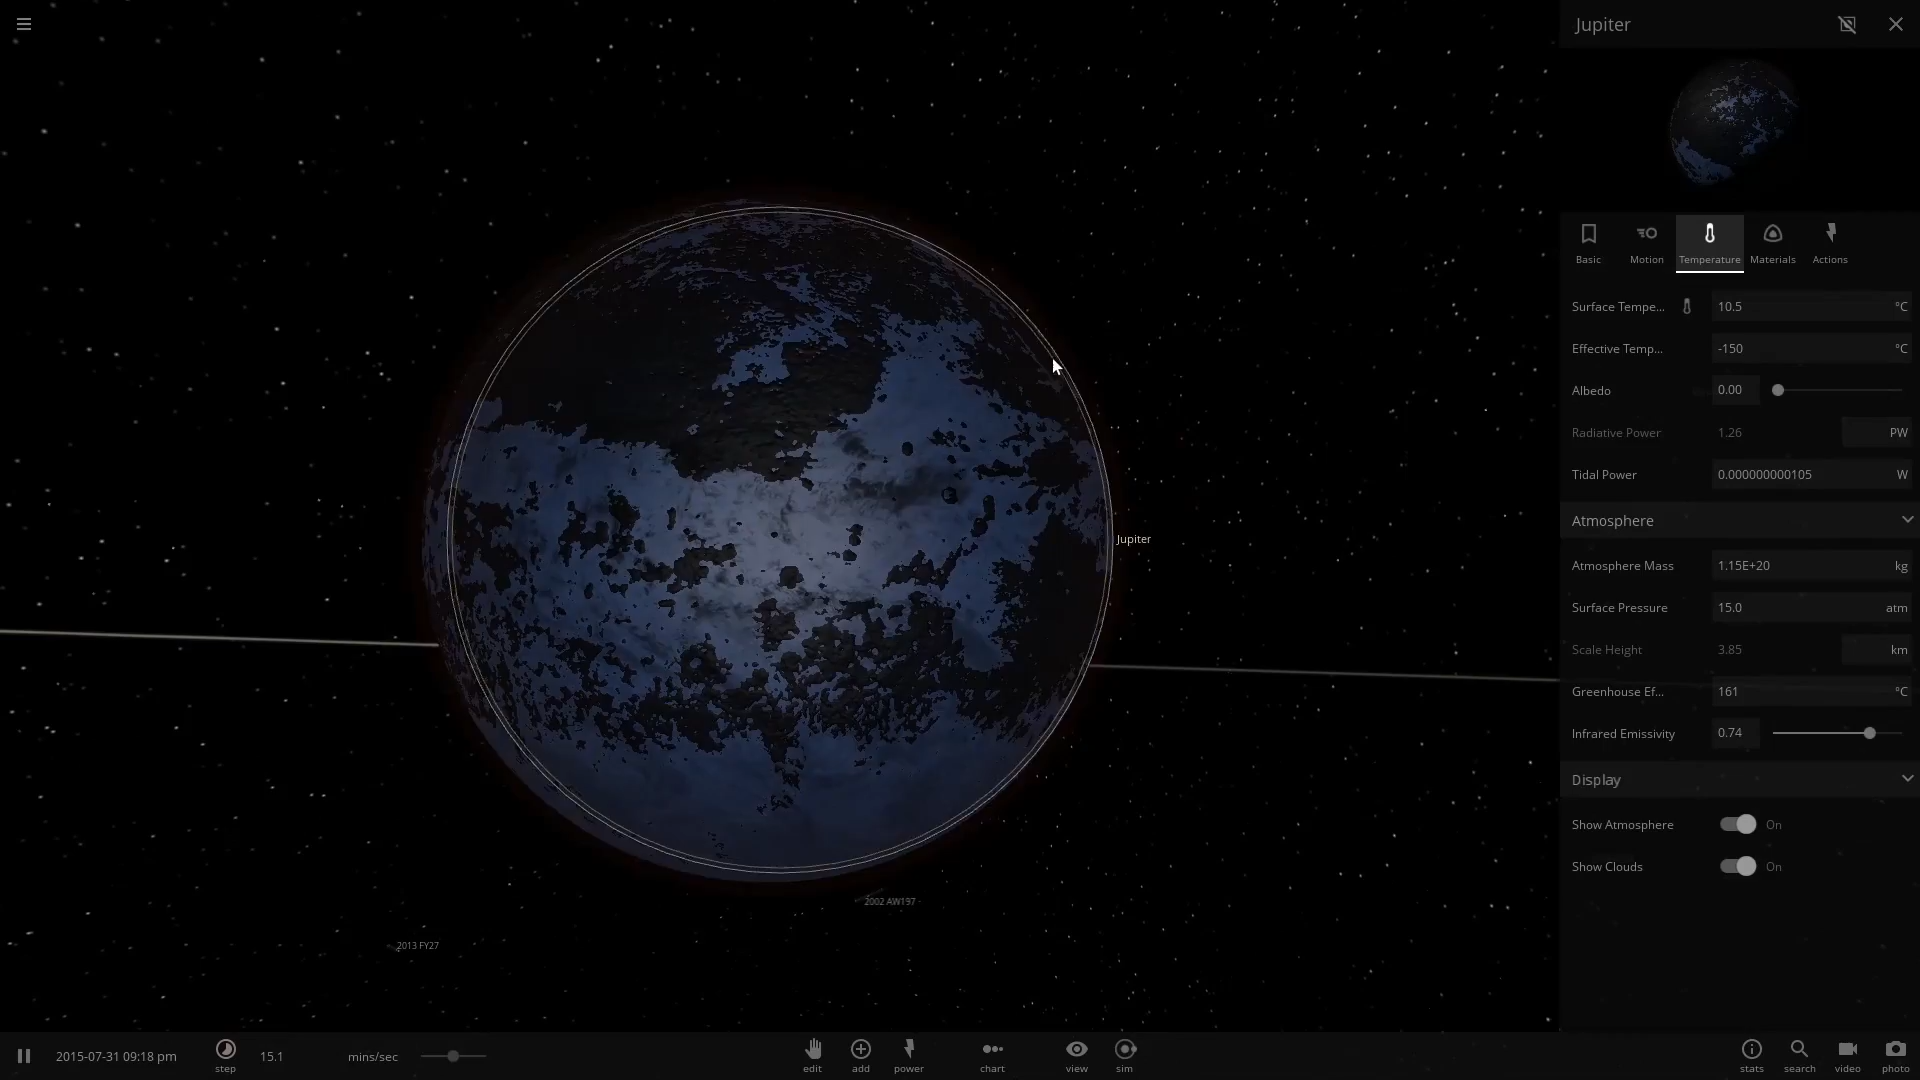 Jupiter
Basic Motion Temperature Materials Actions
Surface Tempe... 10.5 °C
Effective Temp... -150 °C
Albedo 0.00
Radiative Power 1.26 PW
Tidal Power 0.000000000105 W
Atmosphere
Jupiter
Atmosphere Mass 1.15E+20 kg
Surface Pressure 15.0 atm
Scale Height 3.85 km
Greenhouse Ef... 161 °C
Infrared Emissivity 0.74
Display
Show Atmosphere On
Show Clouds On
2002 AW197
2013 FY27
2015-07-31 09:18 pm step 15.1 mins/sec edit add power chart view sim stats search video photo